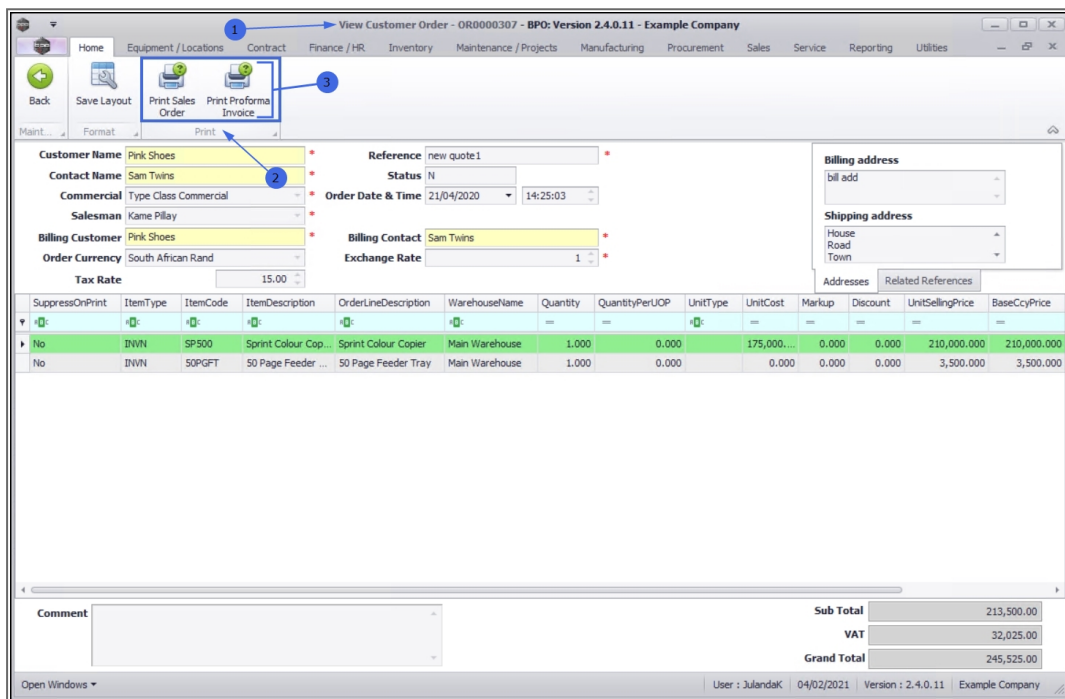 1
View Customer Order - OR0000307 - BPO: Version 2.4.0.11 - Example Company
Home Equipment / Locations Contract Finance / HR Inventory Maintenance / Projects Manufacturing Procurement Sales Service Reporting Utilities
Back Save Layout Print Sales Order Print Proforma Invoice 3
Maint... Format Print
2
Customer Name Pink Shoes * Reference new quote1 *
Contact Name Sam Twins * Status N
Commercial Type Class Commercial * Order Date & Time 21/04/2020 14:25:03
Salesman Kame Pillay *
Billing Customer Pink Shoes * Billing Contact Sam Twins *
Order Currency South African Rand Exchange Rate 1 *
Tax Rate 15.00
Billing address
bill add
Shipping address
House
Road
Town
Addresses Related References
SuppressOnPrint ItemType ItemCode ItemDescription OrderLineDescription WarehouseName Quantity QuantityPerUOP UnitType UnitCost Markup Discount UnitSellingPrice BaseCcyPrice
No INVN SP500 Sprint Colour Cop... Sprint Colour Copier Main Warehouse 1.000 0.000 175,000.... 0.000 0.000 210,000.000 210,000.000
No INVN 50PGFT 50 Page Feeder ... 50 Page Feeder Tray Main Warehouse 1.000 0.000 0.000 0.000 0.000 3,500.000 3,500.000
Comment
Sub Total 213,500.00
VAT 32,025.00
Grand Total 245,525.00
Open Windows User : JulandaK 04/02/2021 Version : 2.4.0.11 Example Company